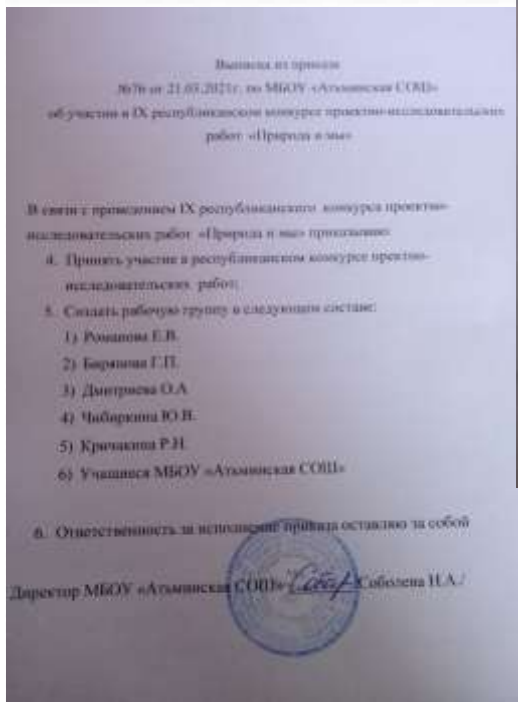 Выписка из приказа
№76 от 21.03.2021г. по МБОУ «Атьминская СОШ»
об участии в IX республиканском конкурсе проектно-исследовательских
работ «Природа и мы»
В связи с проведением IX республиканского конкурса проектно-
исследовательских работ «Природа и мы» приказываю:
4. Принять участие в республиканском конкурсе пректно-
исследовательских работ;
5. Создать рабочую группу в следующем составе:
1) Романова Е.В.
2) Г.П.
3) Дмитриева О.А
4) Чибиркина Ю.В.
5) Кричакина Р.Н.
6) Учащиеся МБОУ «Атьминская СОШ»
6. Ответственность за исполнение приказа оставляю за собой
Директор МБОУ «Атьминская СОШ» Соболева Н.А./